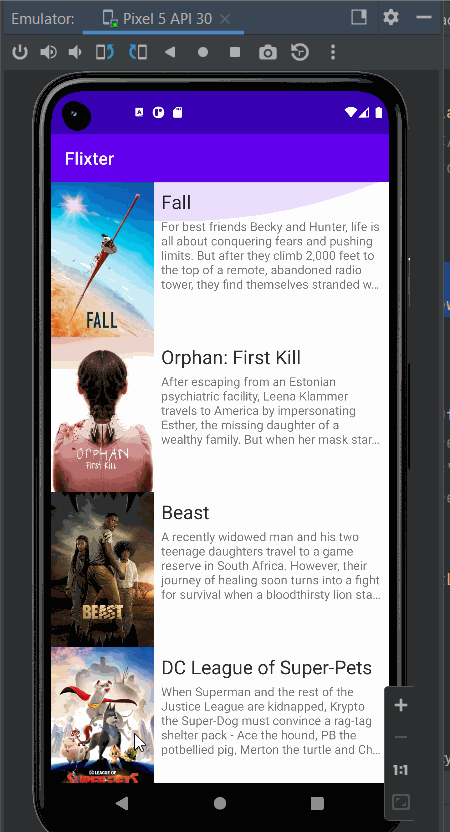 Emulator: Pixel 5 API 30
Flixter
FALL
Fall
For best friends Becky and Hunter, life is
all about conquering fears and pushing
limits. But after they climb 2,000 feet to
the top of a remote, abandoned radio
tower, they find themselves stranded w...
ORPHAN
FIRST KILL
Orphan: First Kill
After escaping from an Estonian
psychiatric facility, Leena Klammer
travels to America by impersonating
Esther, the missing daughter of a
wealthy family. But when her mask star...
BEAST
Beast
A recently widowed man and his two
teenage daughters travel to a game
reserve in South Africa. However, their
journey of healing soon turns into a fight
for survival when a bloodthirsty lion sta...
LEAGUE OF
SUPER-PETS
DC League of Super-Pets
When Superman and the rest of the
Justice League are kidnapped, Krypto
the Super-Dog must convince a rag-tag
shelter pack - Ace the hound, PB the
potbellied pig, Merton the turtle and Ch...
1:1